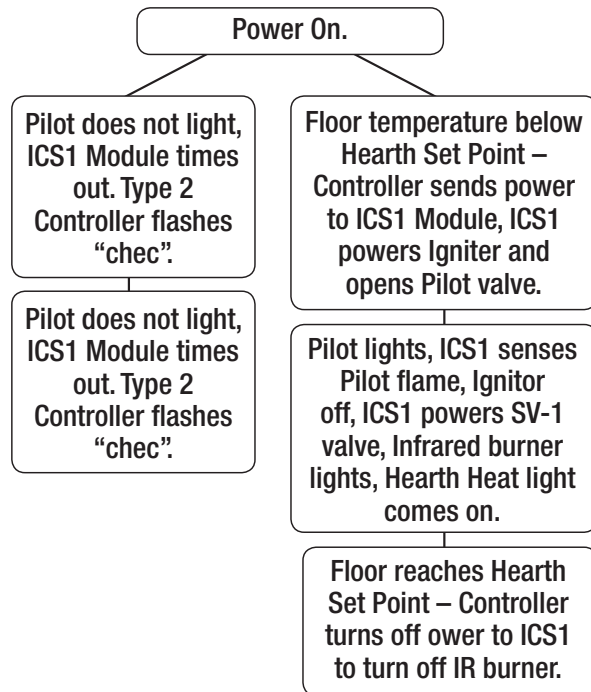 Power On.
Pilot does not light,
ICS1 Module times
out. Type 2
Controller flashes
“chec”.
Pilot does not light,
ICS1 Module times
out. Type 2
Controller flashes
“chec”.
Floor temperature below
Hearth Set Point –
Controller sends power
to ICS1 Module, ICS1
powers Igniter and
opens Pilot valve.
Pilot lights, ICS1 senses
Pilot flame, Ignitor
off, ICS1 powers SV-1
valve, Infrared burner
lights, Hearth Heat light
comes on.
Floor reaches Hearth
Set Point – Controller
turns off ower to ICS1
to turn off IR burner.